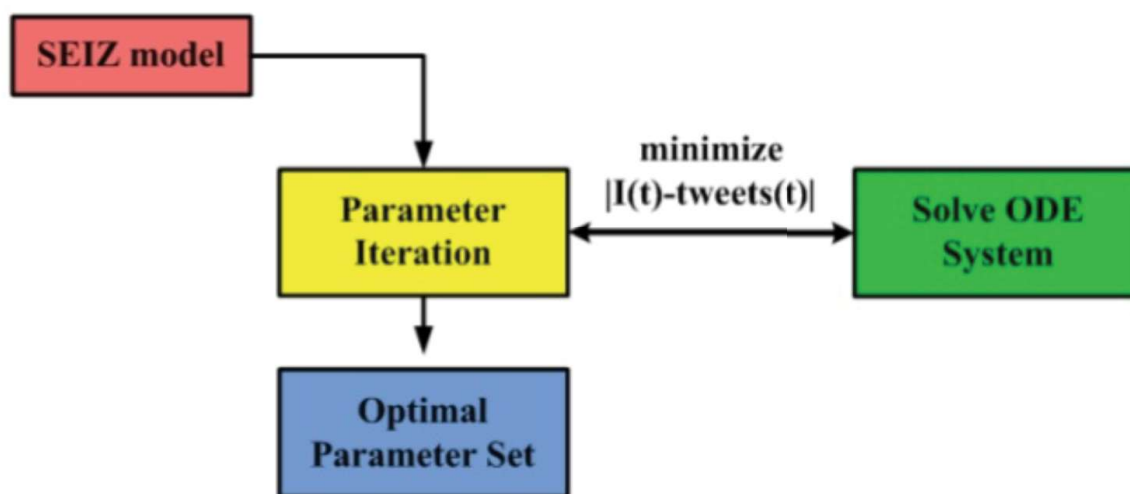 SEIZ model
minimize
|I(t)-tweets(t)|
Parameter
Iteration
Solve ODE
System
Optimal
Parameter Set